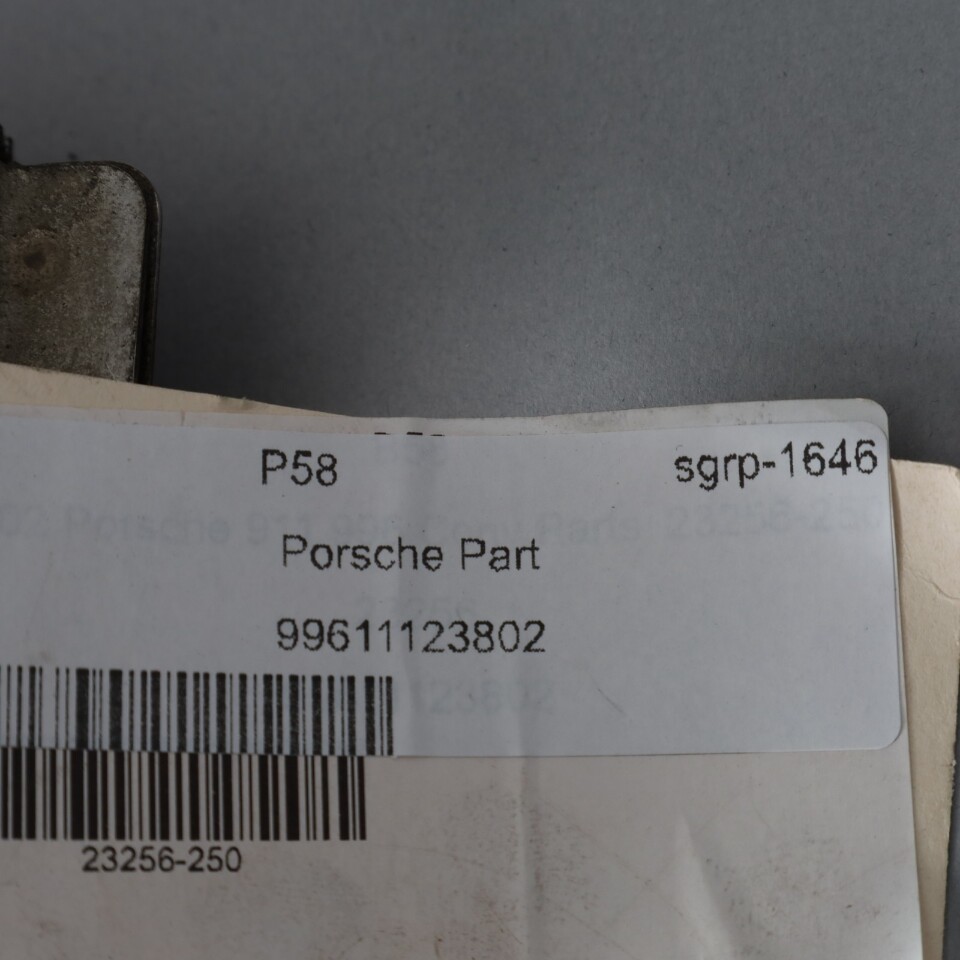 P58 sgrp-1646
Porsche Part
99611123802
23256-250